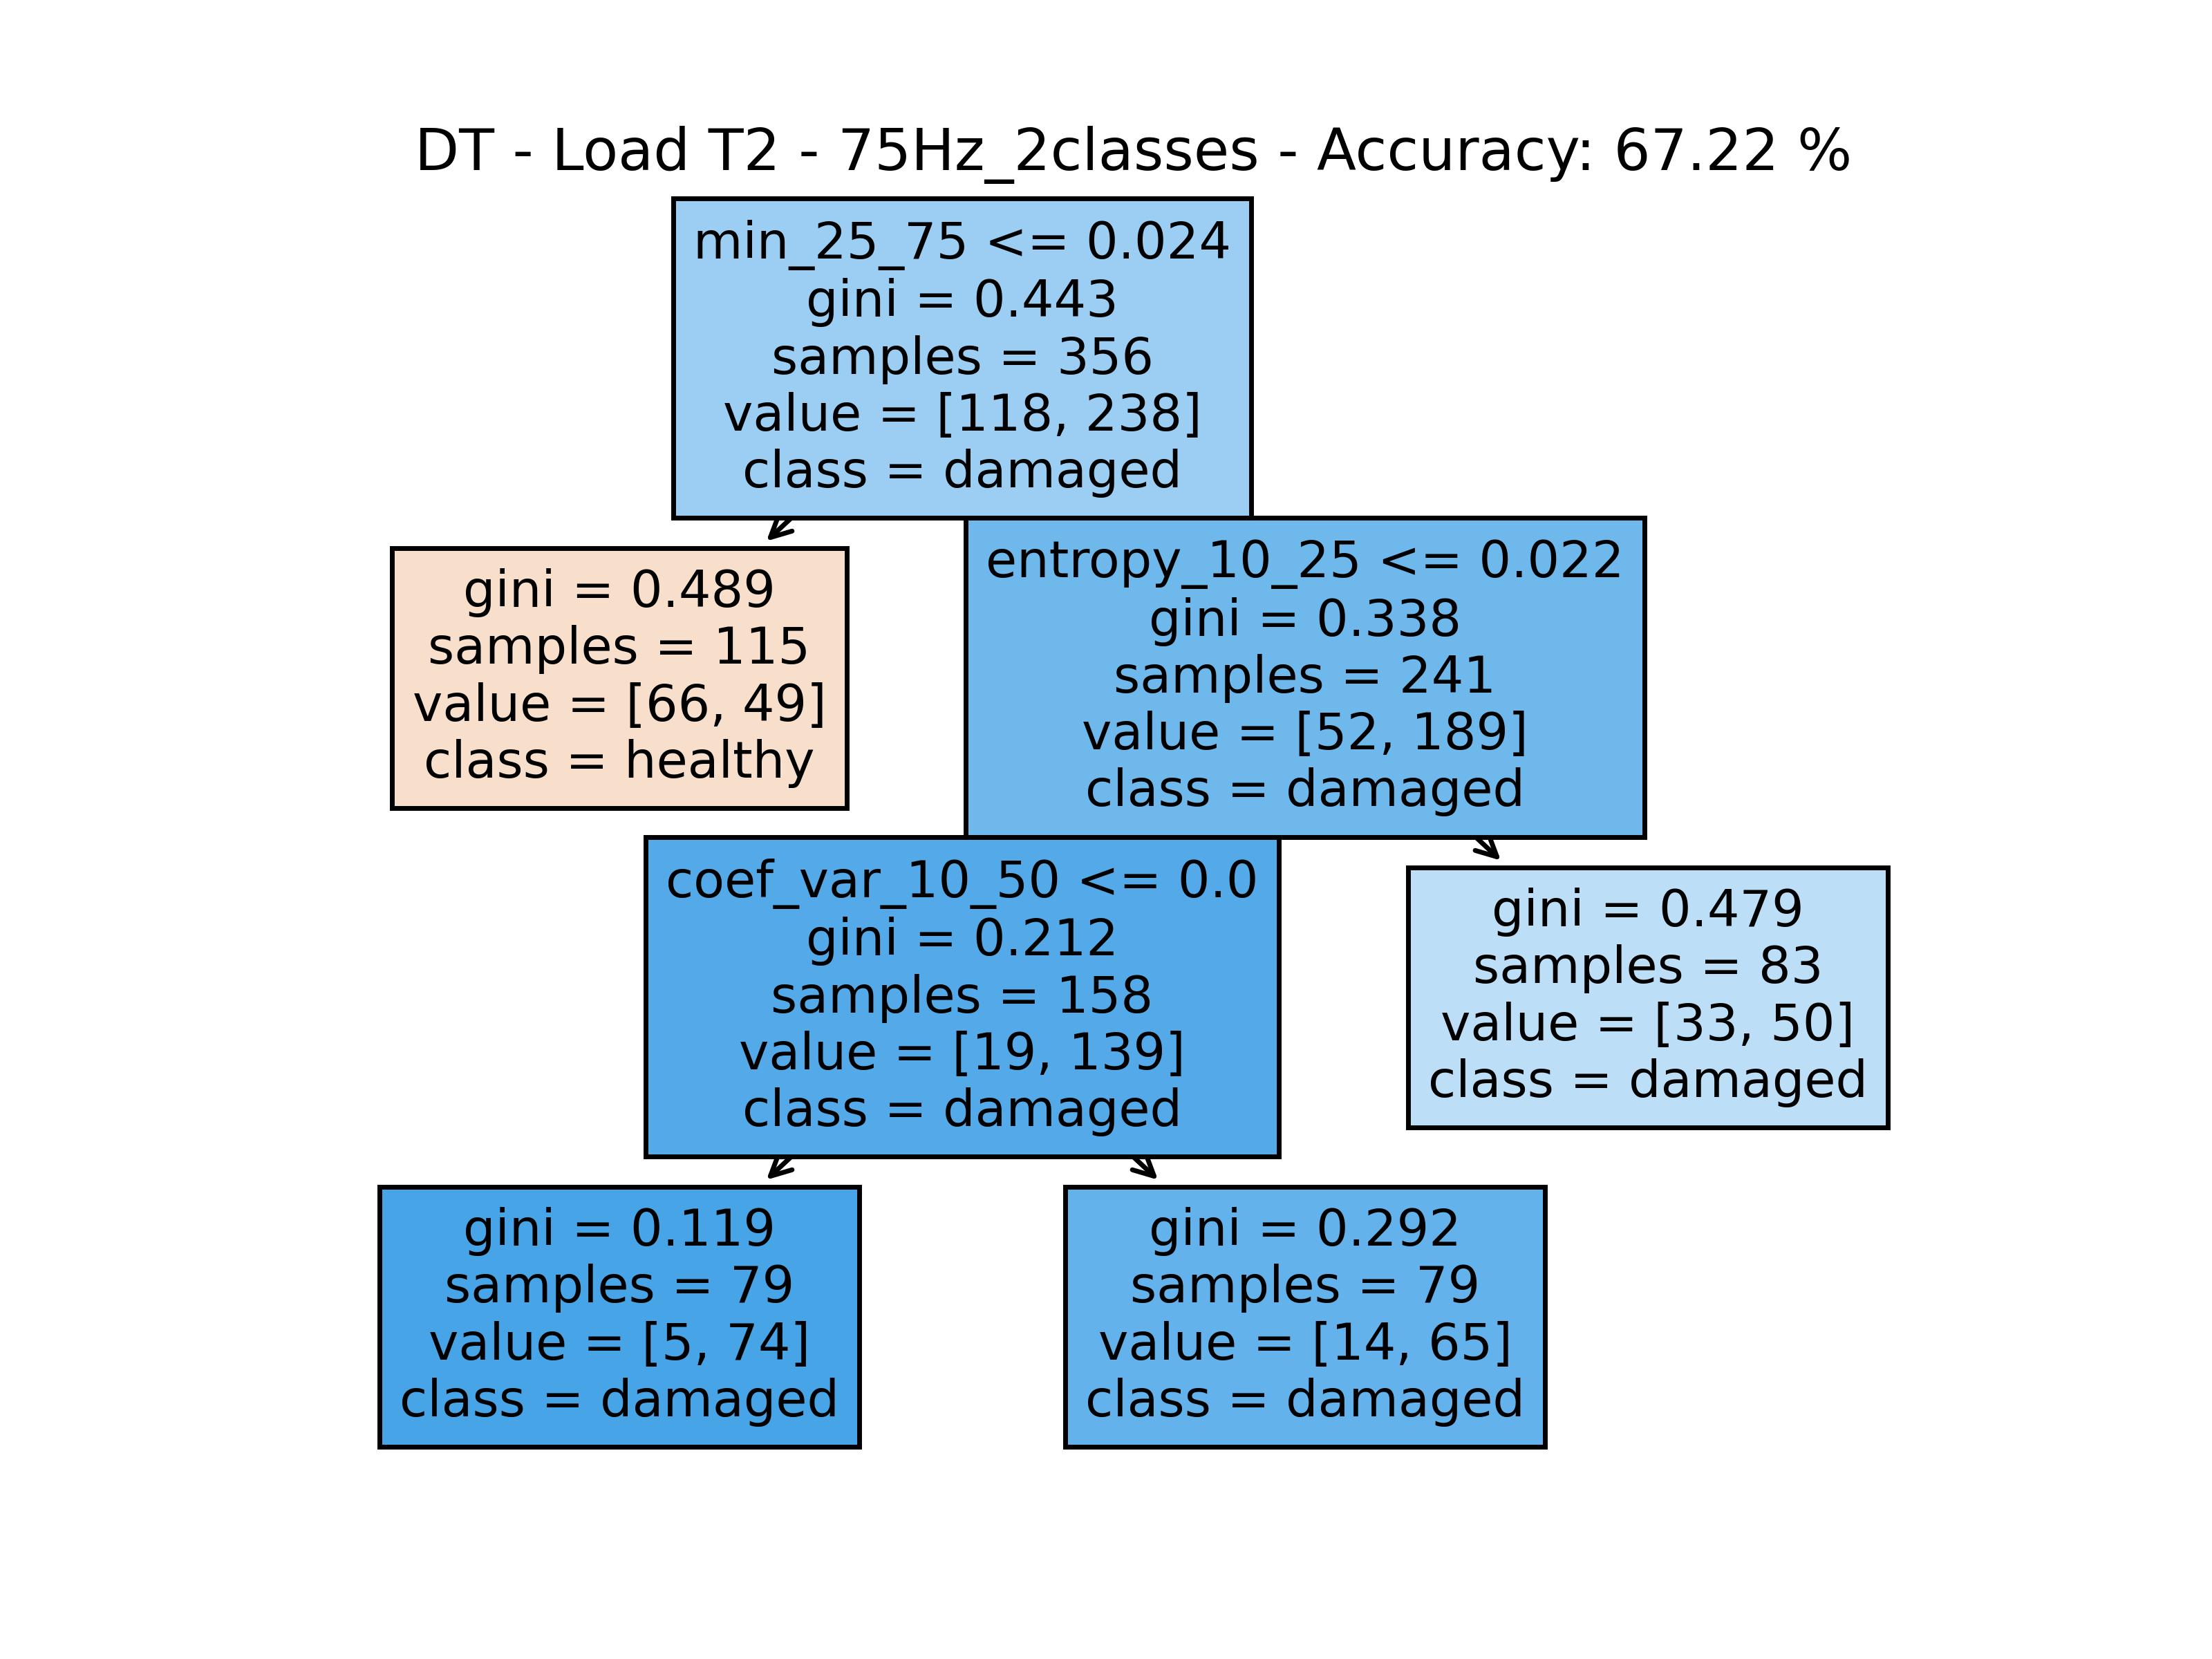 DT - Load T2 - 75Hz_2classes - Accuracy: 67.22 %
min_25_75 <= 0.024
gini = 0.443
samples = 356
value = [118, 238]
class = damaged
gini = 0.489
samples = 115
value = [66, 49]
class = healthy
entropy_10_25 <= 0.022
gini = 0.338
samples = 241
value = [52, 189]
class = damaged
coef_var_10_50 <= 0.0
gini = 0.212
samples = 158
value = [19, 139]
class = damaged
gini = 0.479
samples = 83
value = [33, 50]
class = damaged
gini = 0.119
samples = 79
value = [5, 74]
class = damaged
gini = 0.292
samples = 79
value = [14, 65]
class = damaged